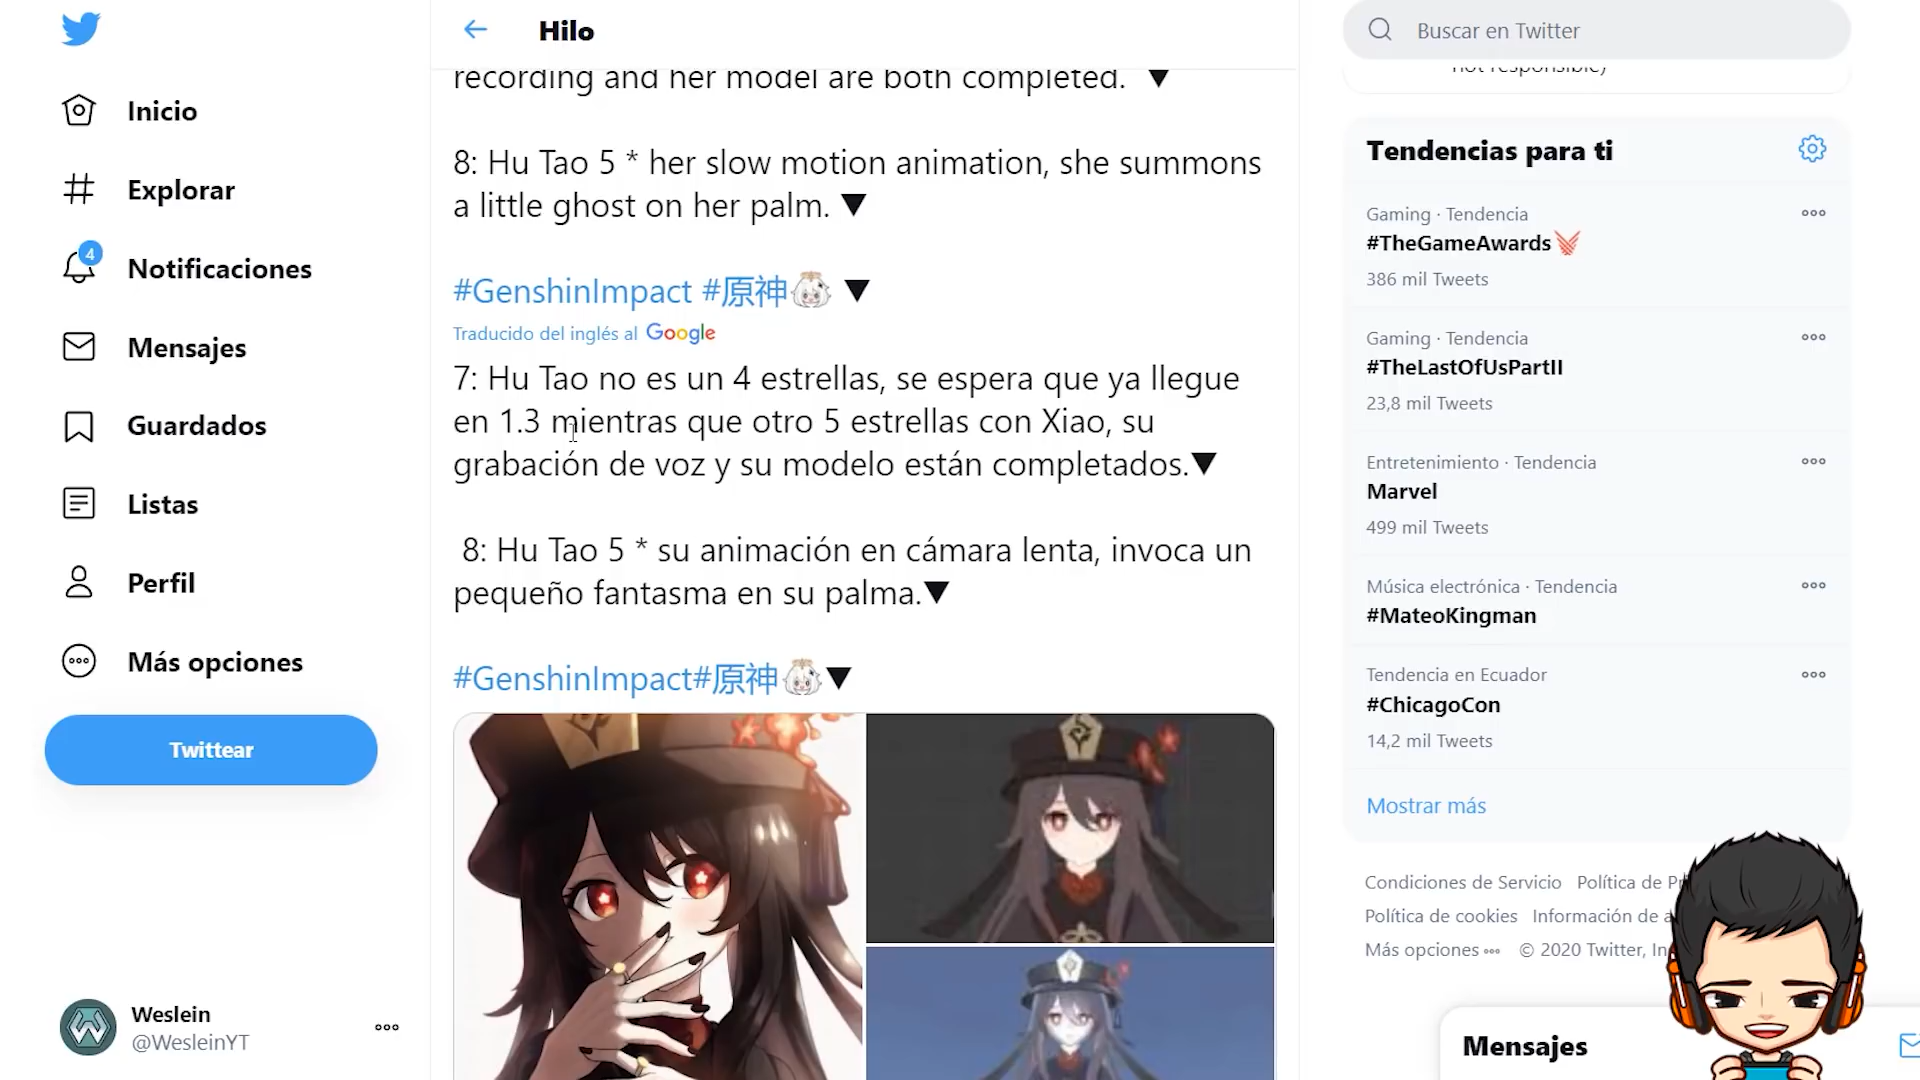 Hilo
Inicio
Explorar
4
Notificaciones
Mensajes
Guardados
Listas
Perfil
Más opciones
Twittear
Weslein
@WesleinYT
recording and her model are both completed. ▼
8: Hu Tao 5 * her slow motion animation, she summons
a little ghost on her palm. ▼
#GenshinImpact #原神 ▼
Traducido del inglés al Google
7: Hu Tao no es un 4 estrellas, se espera que ya llegue
en 1.3 mientras que otro 5 estrellas con Xiao, su
grabación de voz y su modelo están completados.▼
8: Hu Tao 5 * su animación en cámara lenta, invoca un
pequeño fantasma en su palma.▼
#GenshinImpact#原神▼
Buscar en Twitter
not responsible)
Tendencias para ti
Gaming · Tendencia
#TheGameAwards
386 mil Tweets
Gaming · Tendencia
#TheLastOfUsPartII
23,8 mil Tweets
Entretenimiento · Tendencia
Marvel
499 mil Tweets
Música electrónica · Tendencia
#MateoKingman
Tendencia en Ecuador
#ChicagoCon
14,2 mil Tweets
Mostrar más
Condiciones de Servicio Política de
Política de cookies Información de
Más opciones © 2020 Twitter,
Mensajes